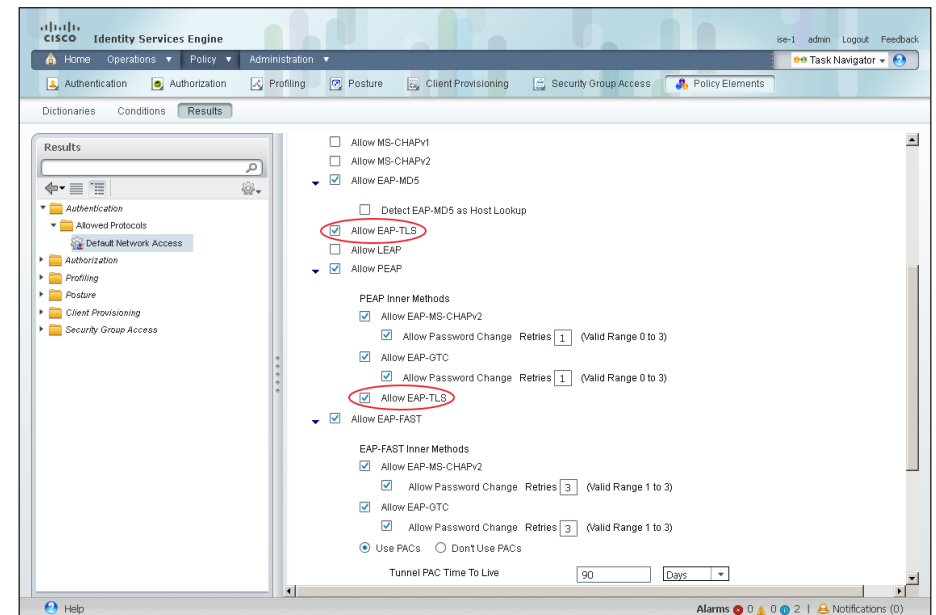 CISCO Identity Services Engine
ise-1 admin Logout Feedback
Home Operations Policy Administration
Task Navigator
Authentication Authorization Profiling Posture Client Provisioning Security Group Access Policy Elements
Dictionaries Conditions Results
Results
Authentication
Allowed Protocols
Default Network Access
Authorization
Profiling
Posture
Client Provisioning
Security Group Access
Allow MS-CHAPv1
Allow MS-CHAPv2
Allow EAP-MD5
Detect EAP-MD5 as Host Lookup
Allow EAP-TLS
Allow LEAP
Allow PEAP
PEAP Inner Methods
Allow EAP-MS-CHAPv2
Allow Password Change Retries 1 (Valid Range 0 to 3)
Allow EAP-GTC
Allow Password Change Retries 1 (Valid Range 0 to 3)
Allow EAP-TLS
Allow EAP-FAST
EAP-FAST Inner Methods
Allow EAP-MS-CHAPv2
Allow Password Change Retries 3 (Valid Range 1 to 3)
Allow EAP-GTC
Allow Password Change Retries 3 (Valid Range 1 to 3)
Use PACs Don't Use PACs
Tunnel PAC Time To Live 90 Days
Help
Alarms 0 0 2 | Notifications (0)